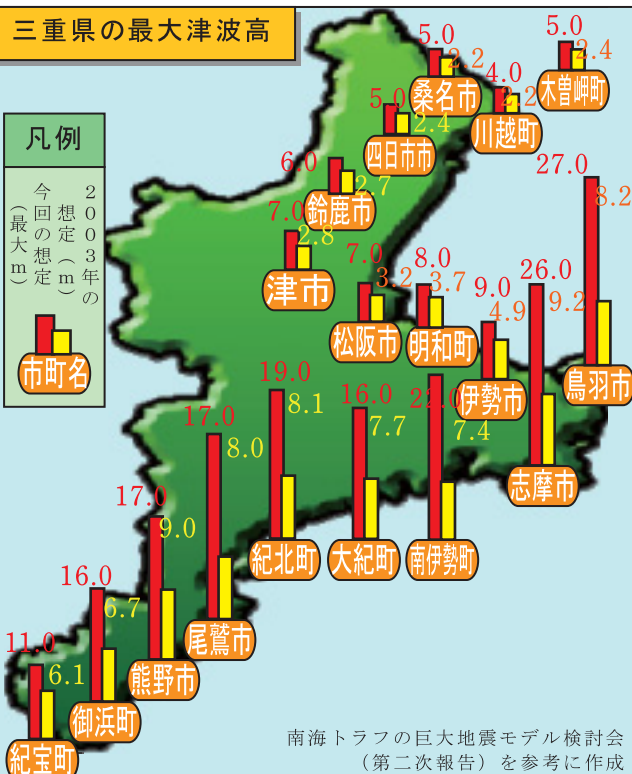 三重県の最大津波高
凡例
2003年の
想定（m）
今回の想定
（最大m）
市町名
5.0
2.2
桑名市
5.0
2.4
木曽岬町
4.0
2.2
川越町
5.0
2.4
四日市市
6.0
2.7
鈴鹿市
7.0
2.8
津市
7.0
3.2
松阪市
8.0
3.7
明和町
9.0
4.9
伊勢市
27.0
8.2
鳥羽市
26.0
9.2
志摩市
22.0
7.4
南伊勢町
16.0
7.7
大紀町
19.0
8.1
紀北町
17.0
8.0
尾鷲市
17.0
9.0
熊野市
16.0
6.7
御浜町
11.0
6.1
紀宝町
南海トラフの巨大地震モデル検討会
（第二次報告）を参考に作成